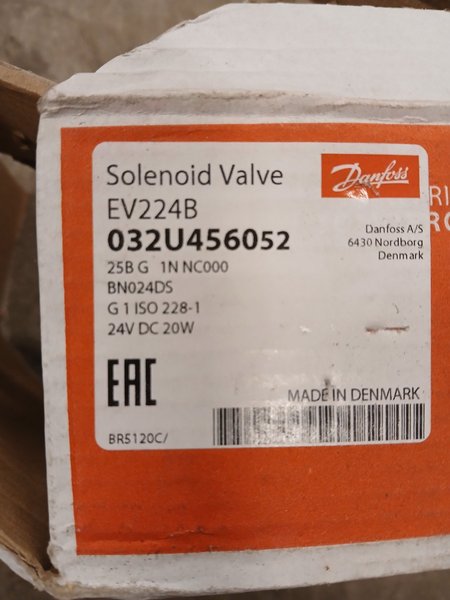 Solenoid Valve
EV224B
032U456052
25B G 1N NC000
BN024DS
G 1 ISO 228-1
24V DC 20W
Danfoss
Danfoss A/S
6430 Nordborg
Denmark
EAC
MADE IN DENMARK
BR5120C/